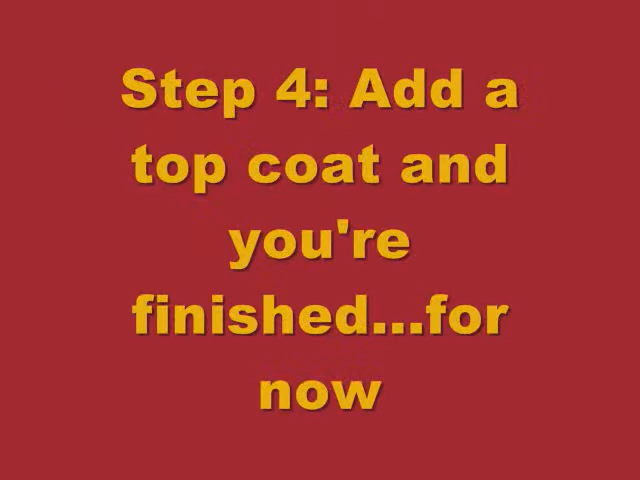 Step 4: Add a
top coat and
you're
finished...for
now